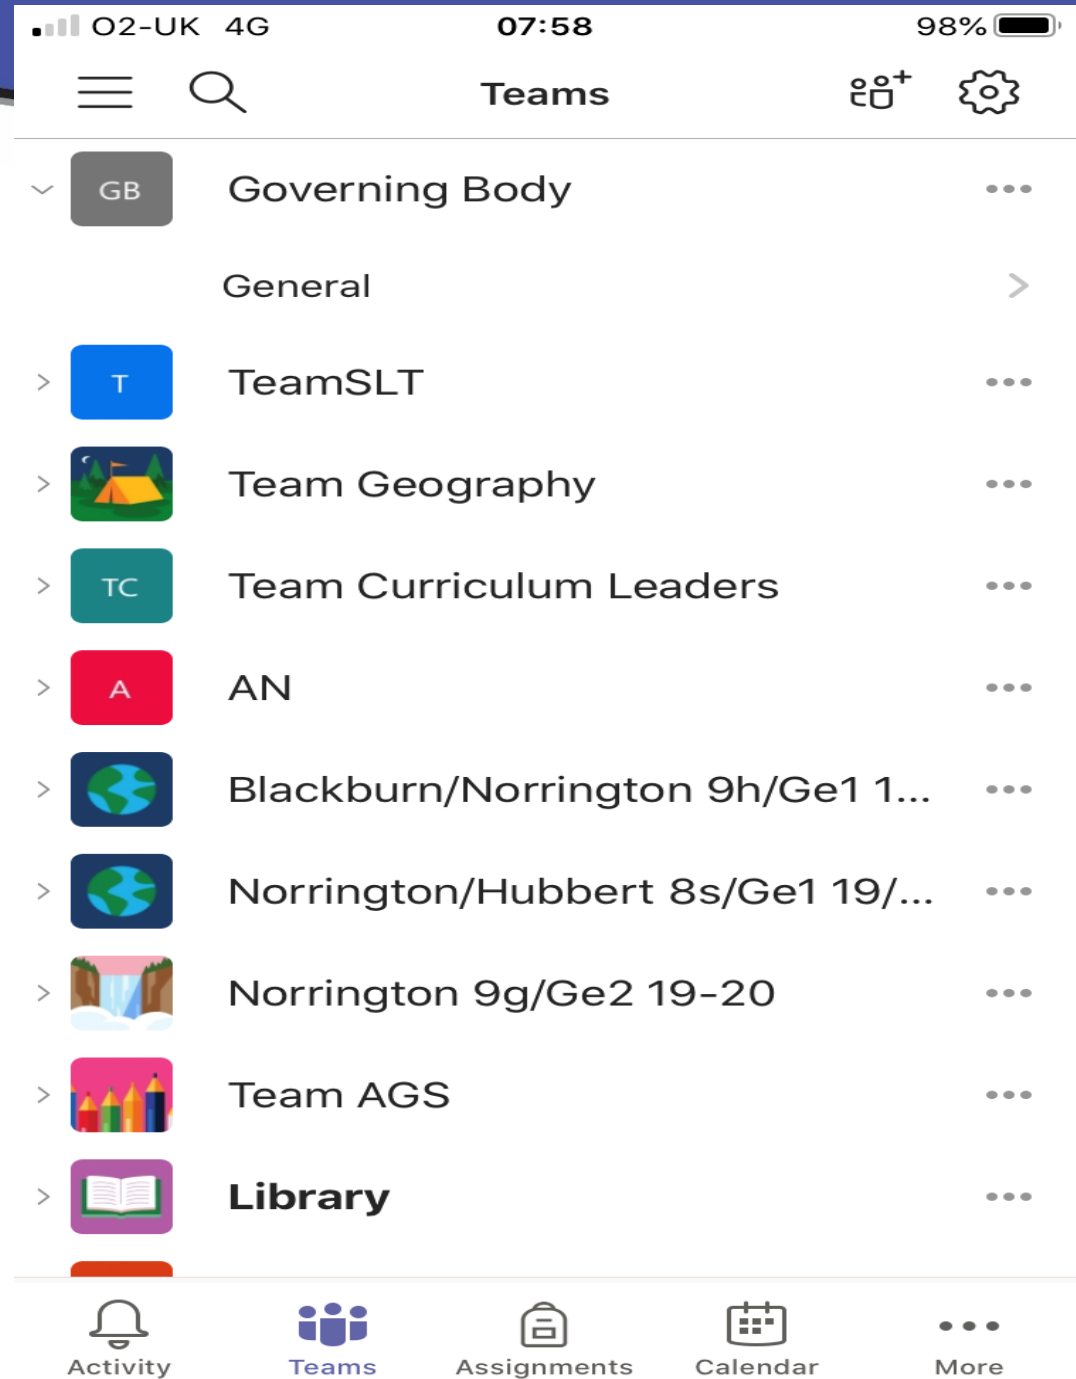 O2-UK 4G 07:58 98%
Teams
GB Governing Body
General
T TeamSLT
Team Geography
TC Team Curriculum Leaders
A AN
Blackburn/Norrington 9h/Ge1 1...
Norrington/Hubbert 8s/Ge1 19/...
Norrington 9g/Ge2 19-20
Team AGS
Library
Activity Teams Assignments Calendar More